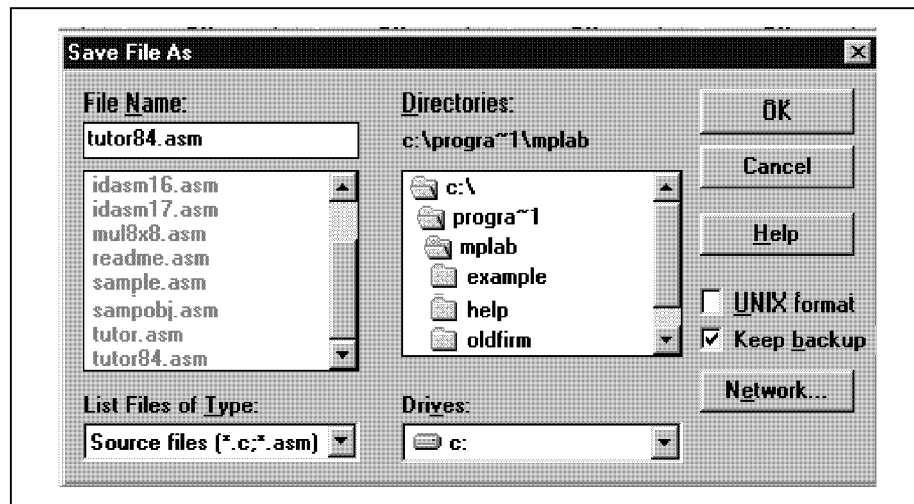 Save File As
File Name:
tutor84.asm
idasm16.asm
idasm17.asm
mul8x8.asm
readme.asm
sample.asm
sampobj.asm
tutor.asm
tutor84.asm
List Files of Type:
Source files (*.c;*.asm)
Directories:
c:\progra~1\mplab
c:\
progra~1
mplab
example
help
oldfirm
Drives:
c:
OK
Cancel
Help
UNIX format
Keep backup
Network...